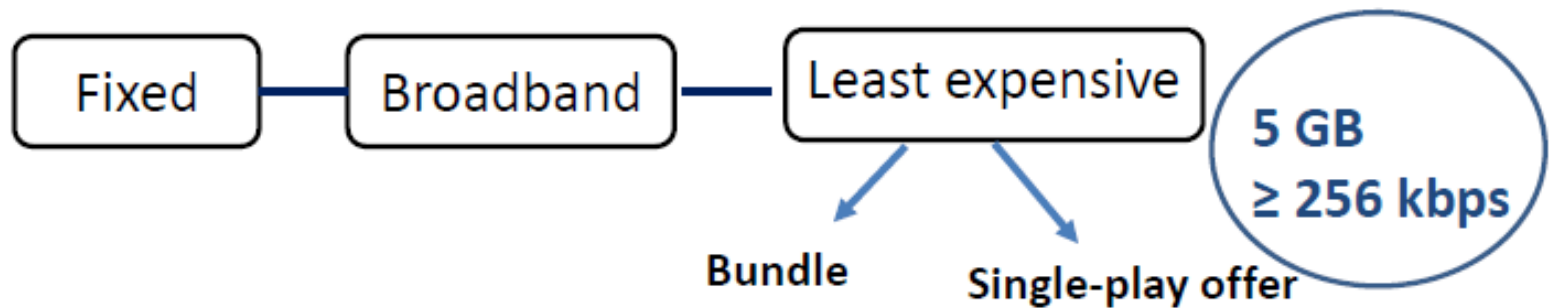 Fixed
Broadband
Least expensive
5 GB
≥ 256 kbps
Bundle
Single-play offer